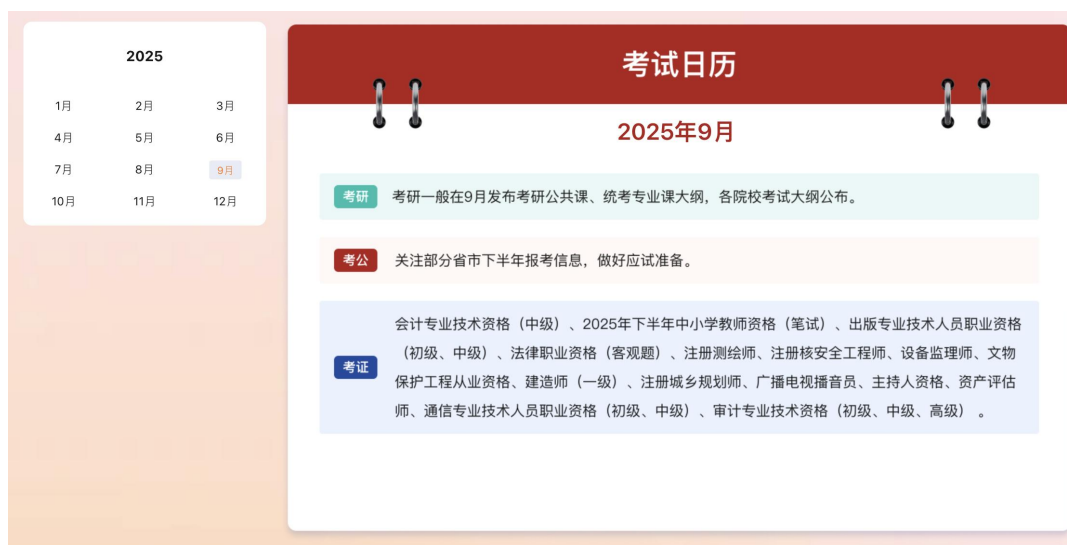 2025
1月 2月 3月
4月 5月 6月
7月 8月 9月
10月 11月 12月
考试日历
2025年9月
考研 考研一般在9月发布考研公共课、统考专业课大纲，各院校考试大纲公布。
考公 关注部分省市下半年报考信息，做好应试准备。
考证
会计专业技术资格（中级）、2025年下半年中小学教师资格（笔试）、出版专业技术人员职业资格
（初级、中级）、法律职业资格（客观题）、注册测绘师、注册核安全工程师、设备监理师、文物
保护工程从业资格、建造师（一级）、注册城乡规划师、广播电视播音员、主持人资格、资产评估
师、通信专业技术人员职业资格（初级、中级）、审计专业技术资格（初级、中级、高级） 。